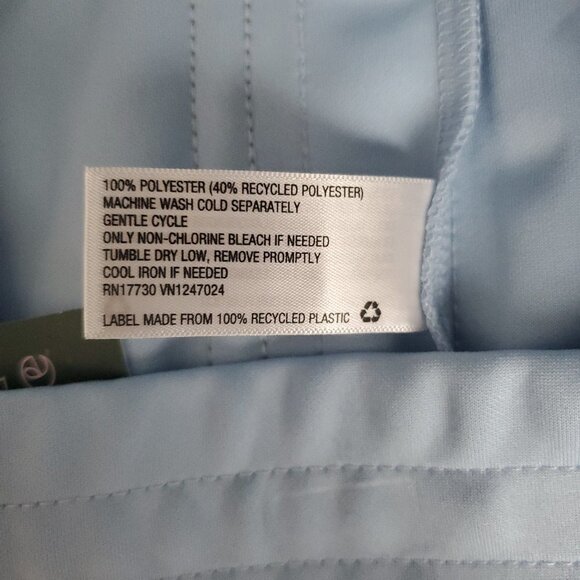 100% POLYESTER (40% RECYCLED POLYESTER)
MACHINE WASH COLD SEPARATELY
GENTLE CYCLE
ONLY NON-CHLORINE BLEACH IF NEEDED
TUMBLE DRY LOW, REMOVE PROMPTLY
COOL IRON IF NEEDED
RN17730 VN1247024
LABEL MADE FROM 100% RECYCLED PLASTIC